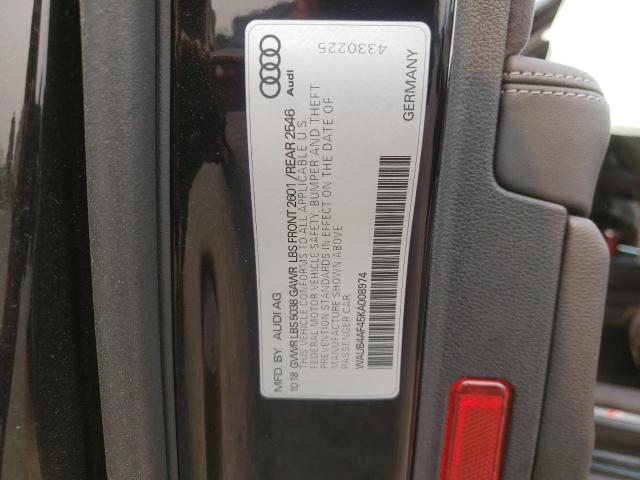 MFD. BY AUDI AG
10 18 GVWR LBS 5038 GAWR LBS FRONT 2601 / REAR 2546
THIS VEHICLE CONFORMS TO ALL APPLICABLE U.S.
FEDERAL MOTOR VEHICLE SAFETY, BUMPER AND THEFT
PREVENTION STANDARDS IN EFFECT ON THE DATE OF
MANUFACTURE SHOWN ABOVE
PASSENGER CAR
WAUB4AF45KA008974
Audi
4330225
GERMANY